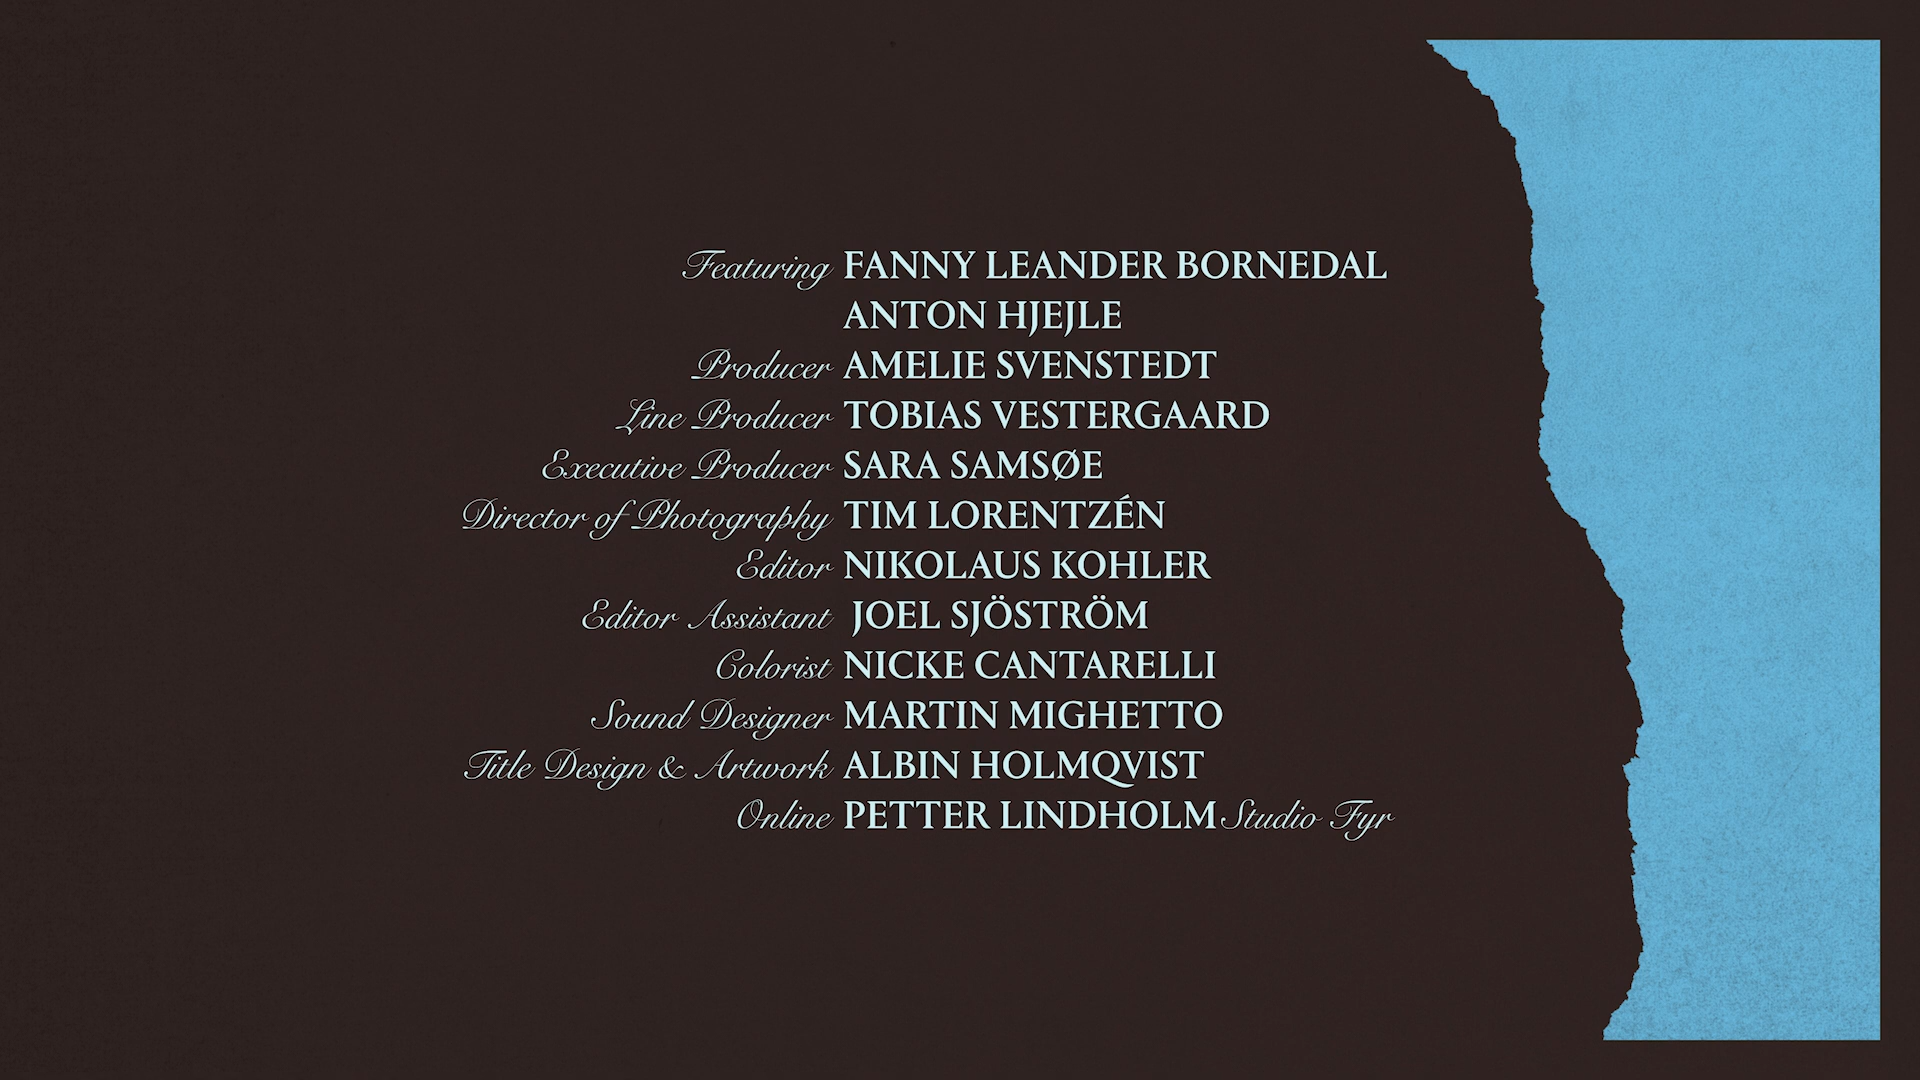 Featuring FANNY LEANDER BORNEDAL
ANTON HJEJLE
Producer AMELIE SVENSTEDT
Line Producer TOBIAS VESTERGAARD
Executive Producer SARA SAMSØE
Director of Photography TIM LORENTZÉN
Editor NIKOLAUS KOHLER
Editor Assistant JOEL SJÖSTRÖM
Colorist NICKE CANTARELLI
Sound Designer MARTIN MIGHETTO
Title Design & Artwork ALBIN HOLMQVIST
Online PETTER LINDHOLM Studio Fyr